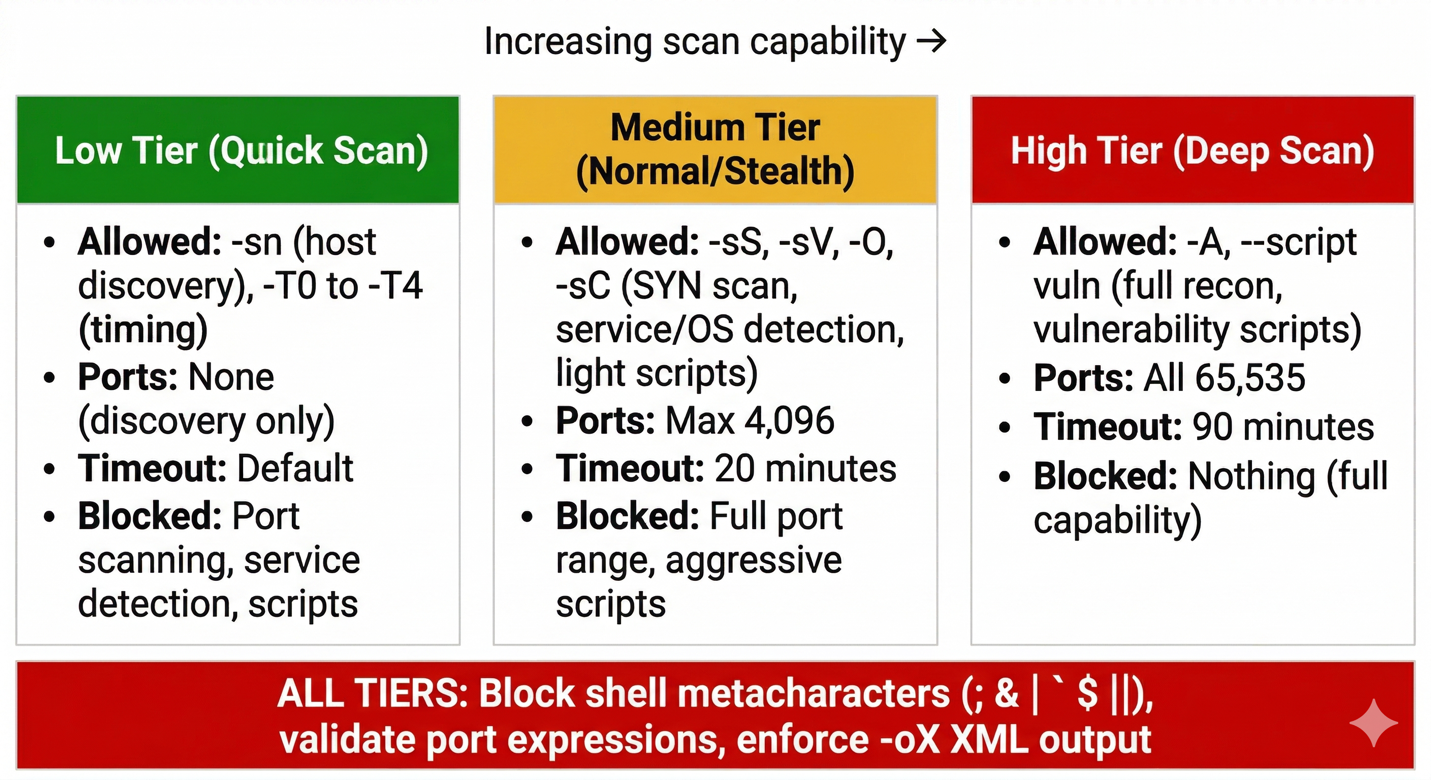 Increasing scan capability →
Low Tier (Quick Scan)
• Allowed: -sn (host
discovery), -T0 to -T4
(timing)
• Ports: None
(discovery only)
• Timeout: Default
• Blocked: Port
scanning, service
detection, scripts
Medium Tier
(Normal/Stealth)
• Allowed: -sS, -sV, -O,
-sC (SYN scan,
service/OS detection,
light scripts)
• Ports: Max 4,096
• Timeout: 20 minutes
• Blocked: Full port
range, aggressive
scripts
High Tier (Deep Scan)
• Allowed: -A, --script
vuln (full recon,
vulnerability scripts)
• Ports: All 65,535
• Timeout: 90 minutes
• Blocked: Nothing (full
capability)
ALL TIERS: Block shell metacharacters (; & | ` $ ||),
validate port expressions, enforce -oX XML output